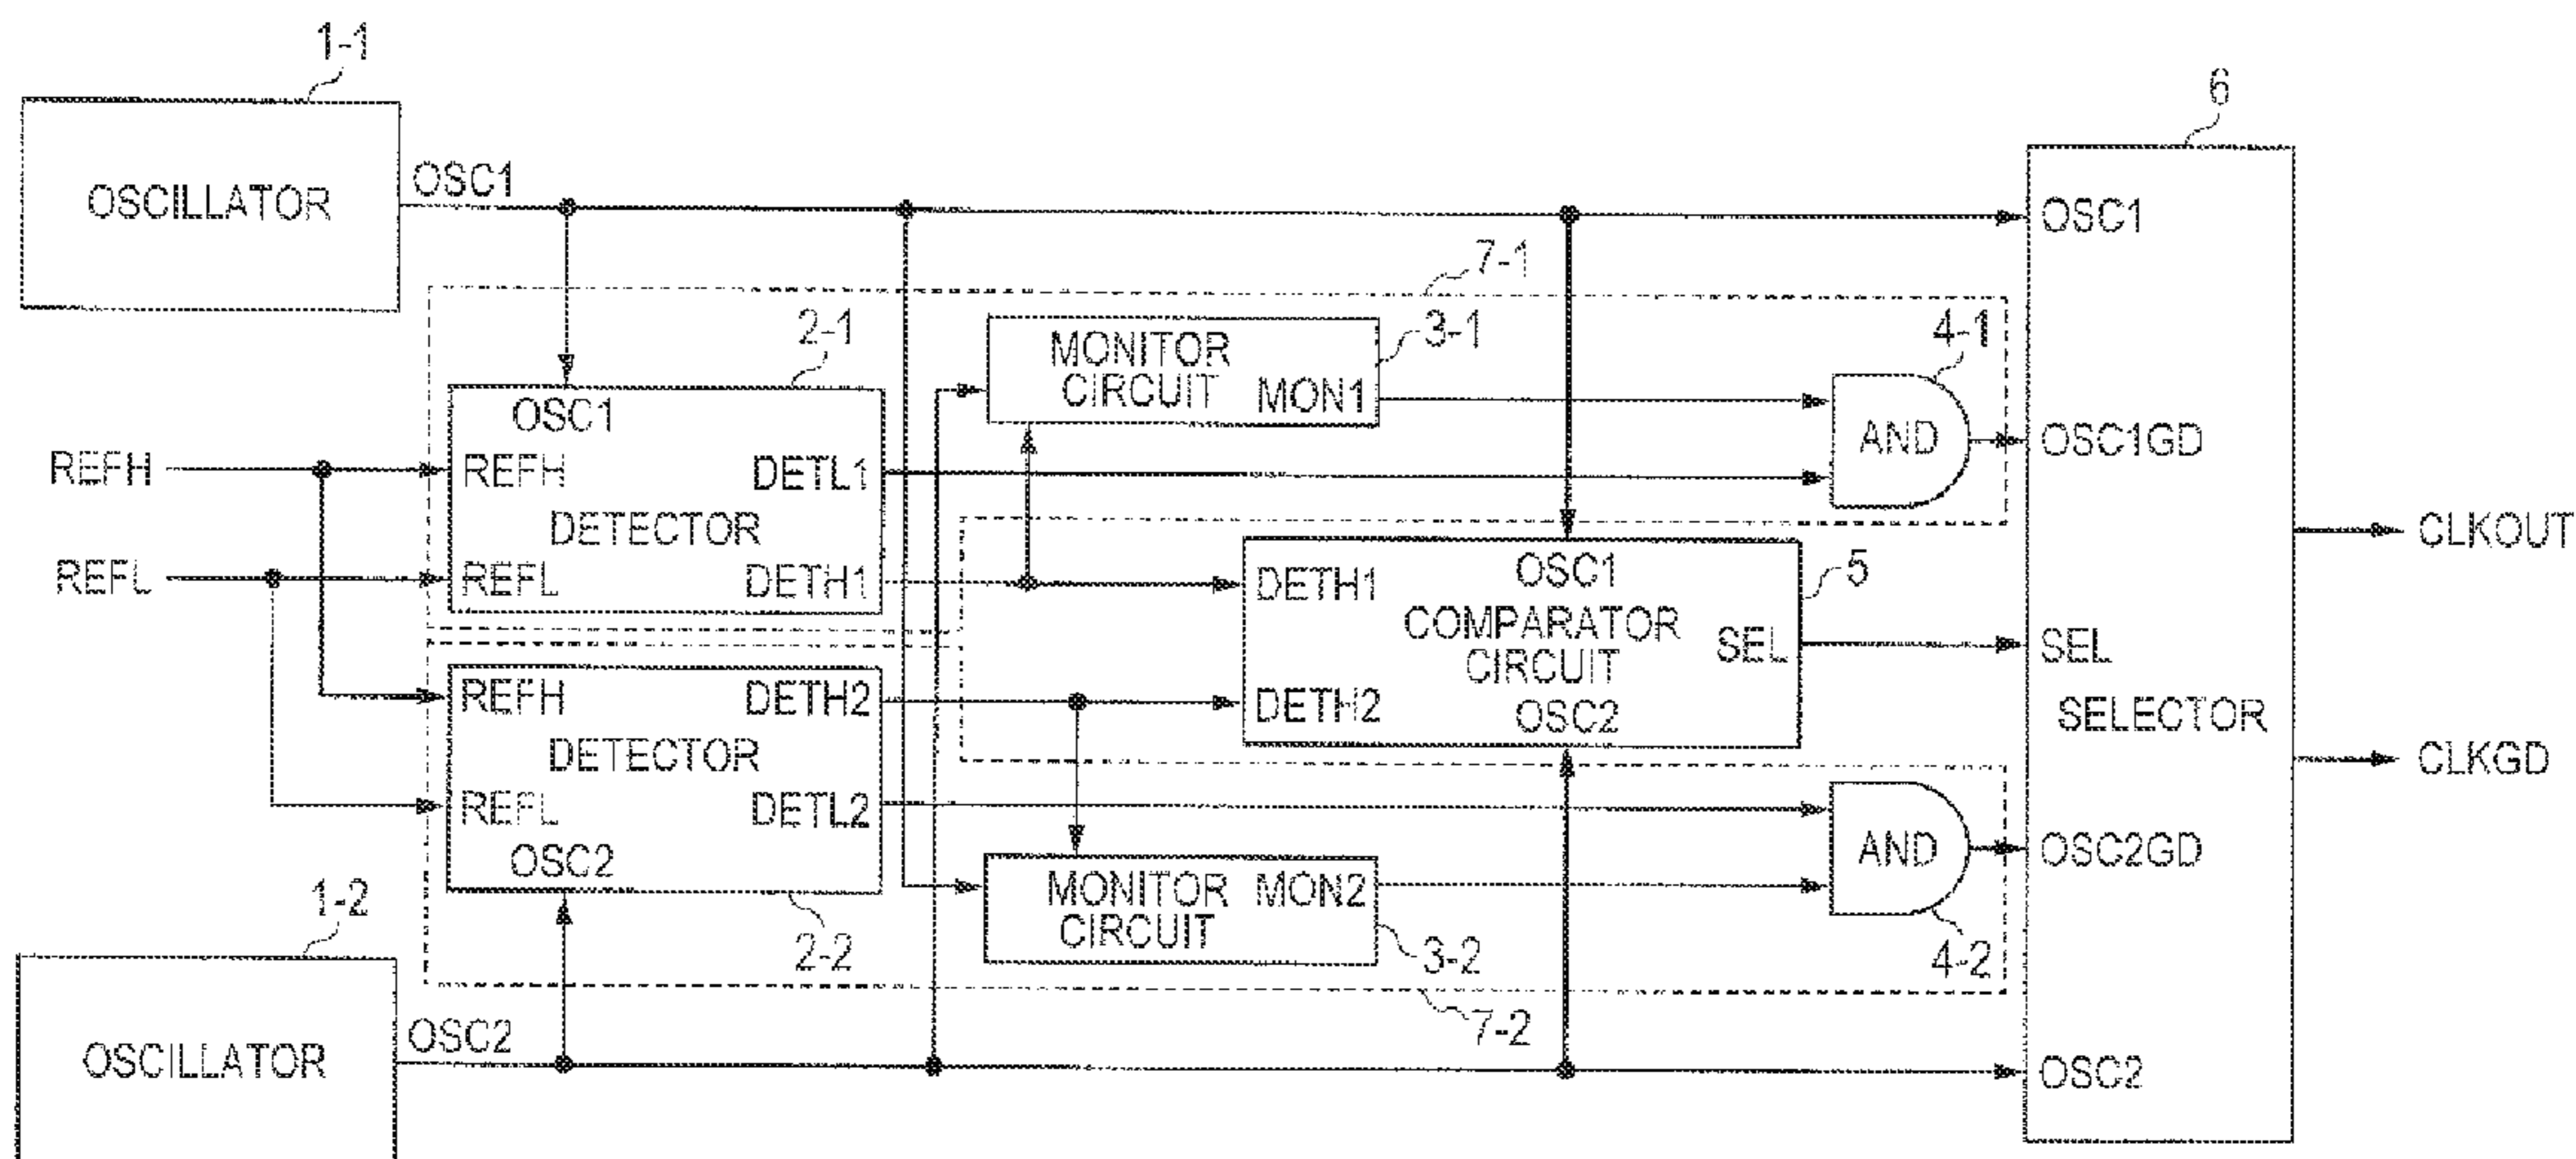 1-1
OSCILLATOR
OSC1
6
OSC1
7-1
2-1
OSC1
REFH
DETL1
DETECTOR
REFL
DETH1
MONITOR
CIRCUIT
MON1
3-1
4-1
AND
OSC1GD
REFH
REFL
DETH1
OSC1
COMPARATOR
CIRCUIT
SEL
DETH2
OSC2
5
SEL
SELECTOR
CLKOUT
CLKGD
REFH
DETH2
DETECTOR
REFL
DETL2
OSC2
2-2
MONITOR
CIRCUIT
MON2
3-2
AND
4-2
OSC2GD
7-2
1-2
OSCILLATOR
OSC2
OSC2